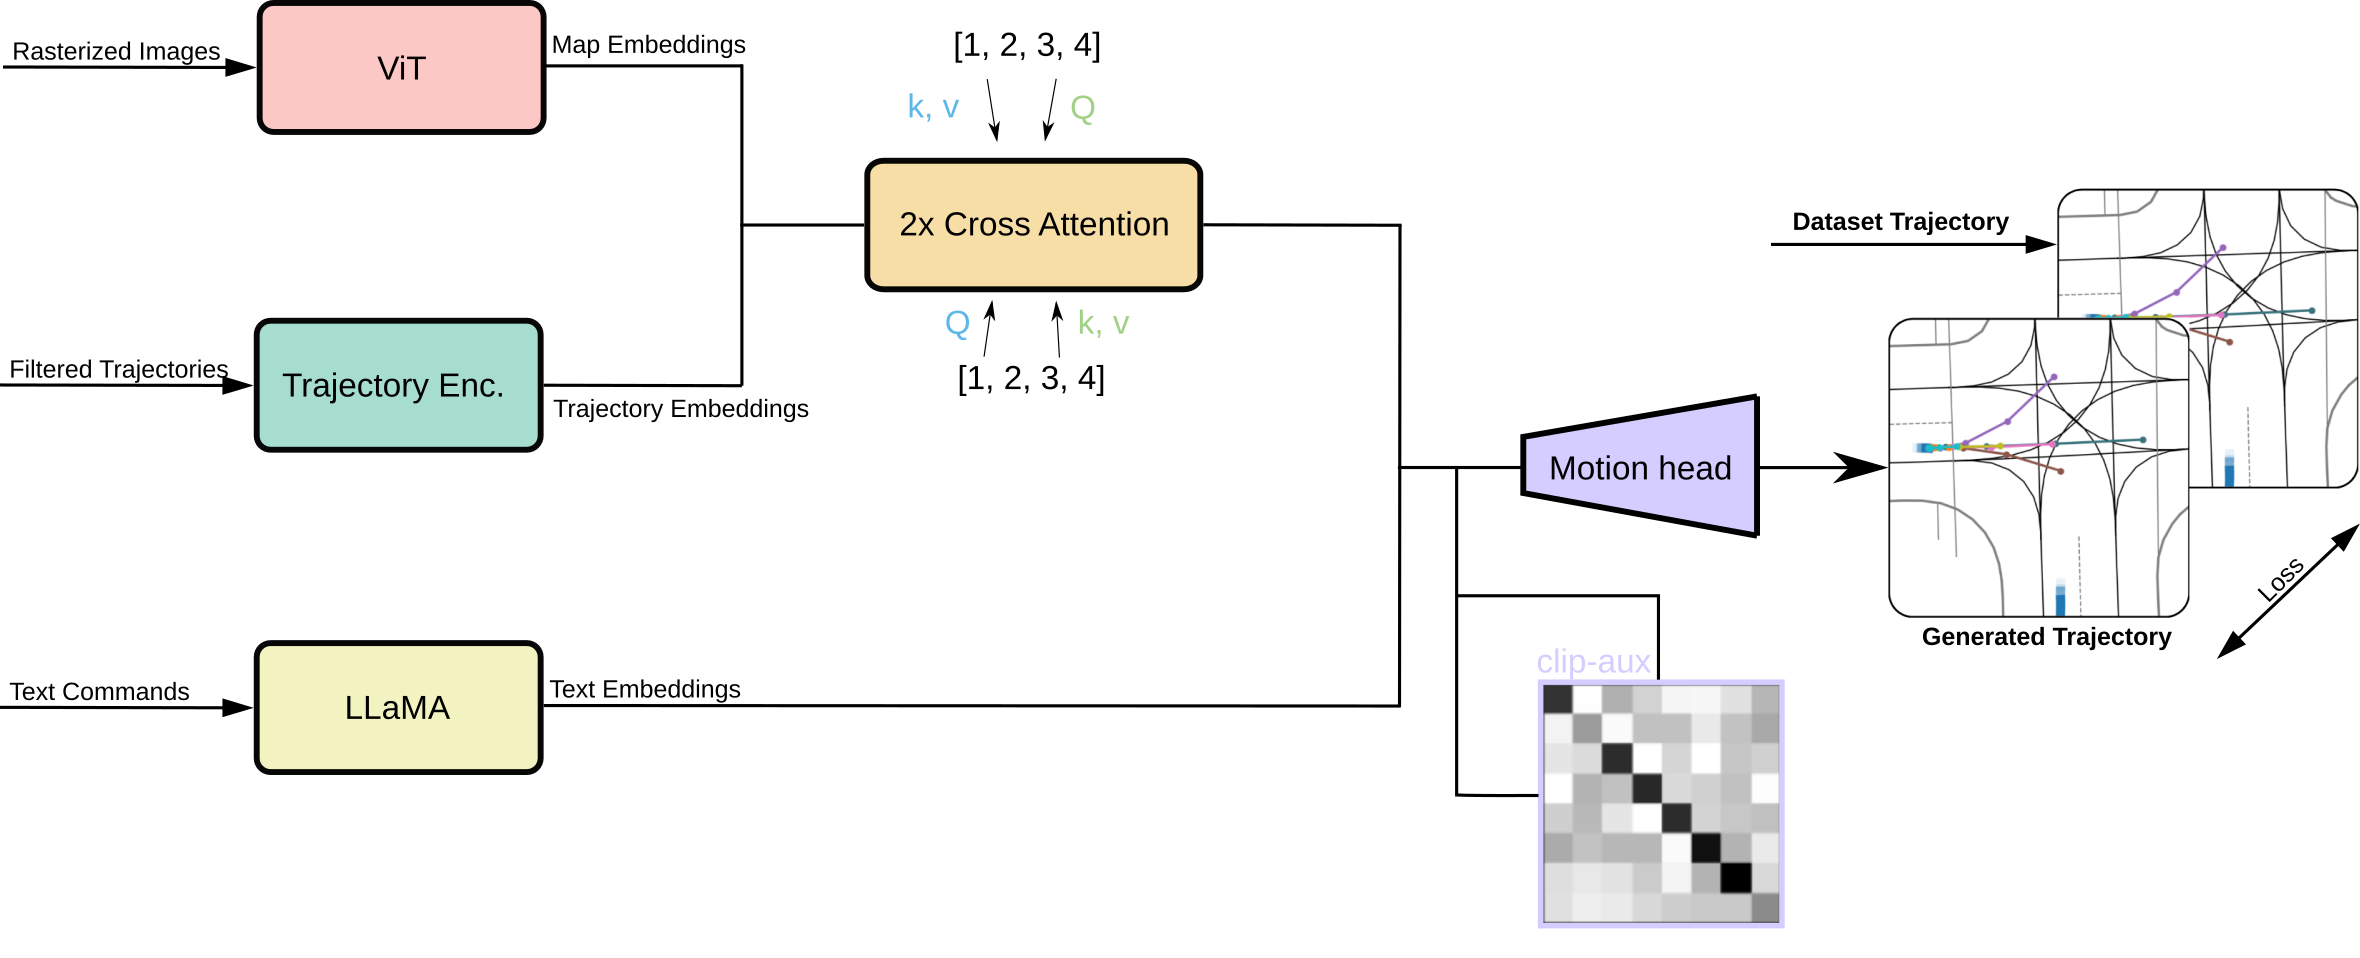 Rasterized Images
ViT
Map Embeddings
[1, 2, 3, 4]
k, v
Q
2x Cross Attention
Q
k, v
[1, 2, 3, 4]
Filtered Trajectories
Trajectory Enc.
Trajectory Embeddings
Text Commands
LLaMA
Text Embeddings
Motion head
clip-aux
Dataset Trajectory
Generated Trajectory
Loss